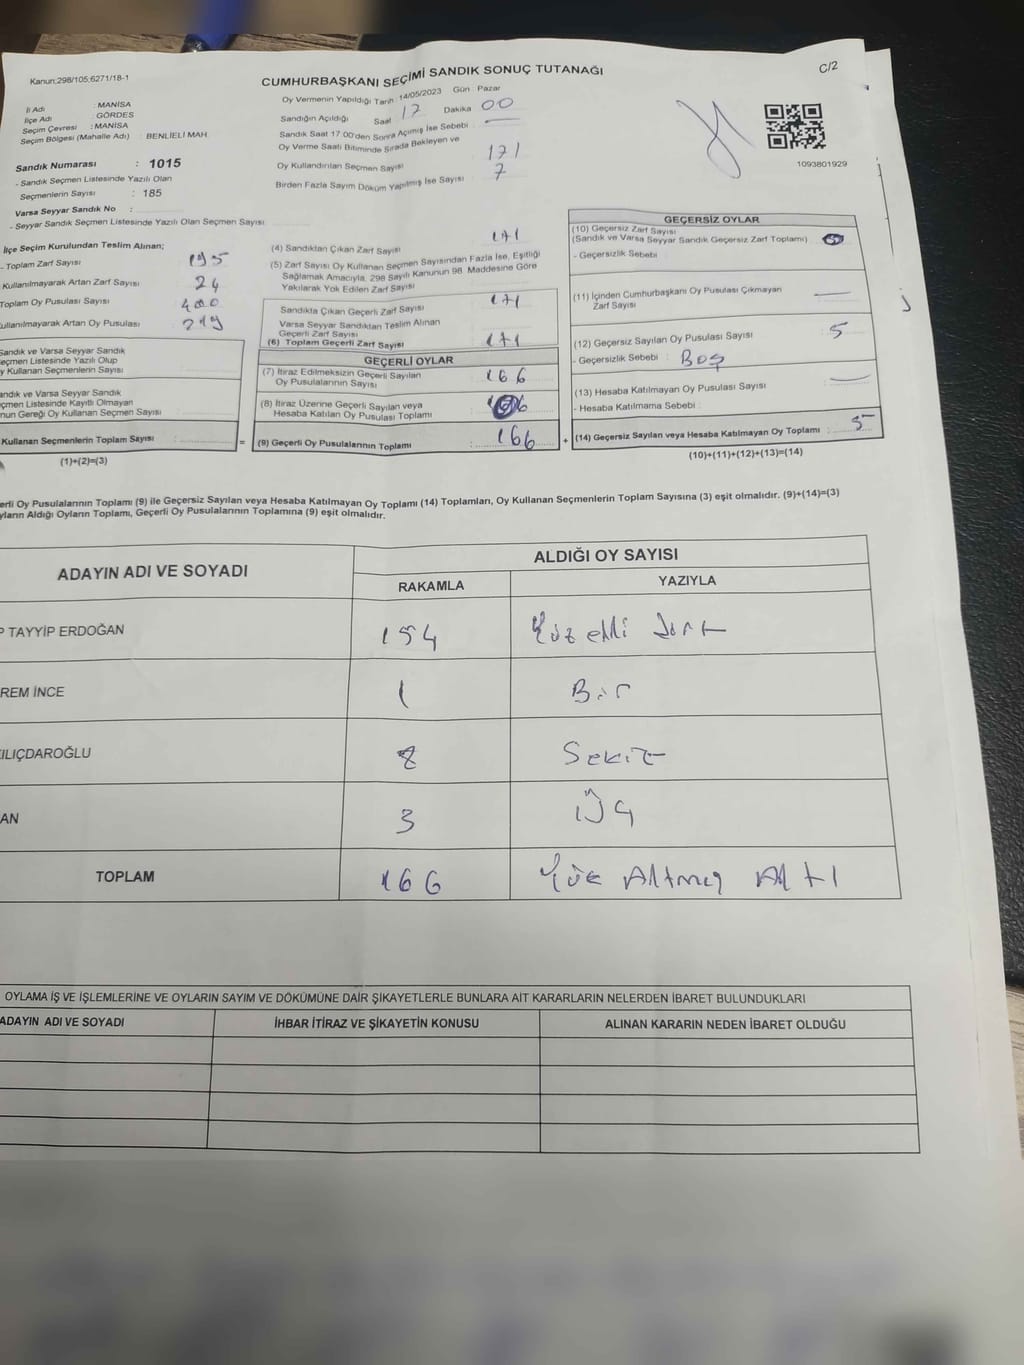 Kanun:298/105;6271/18-1
CUMHURBAŞKANI SEÇİMİ SANDIK SONUÇ TUTANAĞI
C/2
İl Adı : MANİSA
İlçe Adı : GÖRDES
Seçim Çevresi : MANİSA
Seçim Bölgesi (Mahalle Adı) BENLİELİ MAH.
Oy Vermenin Yapıldığı Tarih 14/05/2023 Gün Pazar
Sandığın Açıldığı Saat 17 Dakika 00
Sandık Saat 17.00'den Sonra Açılmış İse Sebebi
Oy Verme Saati Bitiminde Sırada Bekleyen ve
Oy Kullandırılan Seçmen Sayısı 171
Birden Fazla Sayım Döküm Yapılmış İse Sayısı 7
1093801929
Sandık Numarası : 1015
- Sandık Seçmen Listesinde Yazılı Olan
Seçmenlerin Sayısı : 185
Varsa Seyyar Sandık No :
- Seyyar Sandık Seçmen Listesinde Yazılı Olan Seçmen Sayısı
İlçe Seçim Kurulundan Teslim Alınan;
- Toplam Zarf Sayısı 195
Kullanılmayarak Artan Zarf Sayısı 24
Toplam Oy Pusulası Sayısı 400
ullanılmayarak Artan Oy Pusulası 219
andık ve Varsa Seyyar Sandık
eçmen Listesinde Yazılı Olup
y Kullanan Seçmenlerin Sayısı
andık ve Varsa Seyyar Sandık
çmen Listesinde Kayıtlı Olmayan
nun Gereği Oy Kullanan Seçmen Sayısı
Kullanan Seçmenlerin Toplam Sayısı =
(1)+(2)=(3)
(4) Sandıktan Çıkan Zarf Sayısı 171
(5) Zarf Sayısı Oy Kullanan Seçmen Sayısından Fazla İse, Eşitliği
Sağlamak Amacıyla, 298 Sayılı Kanunun 98. Maddesine Göre
Yakılarak Yok Edilen Zarf Sayısı
Sandıkta Çıkan Geçerli Zarf Sayısı 171
Varsa Seyyar Sandıktan Teslim Alınan
Geçerli Zarf Sayısı
(6) Toplam Geçerli Zarf Sayısı 171
GEÇERLİ OYLAR
(7) İtiraz Edilmeksizin Geçerli Sayılan
Oy Pusulalarının Sayısı 166
(8) İtiraz Üzerine Geçerli Sayılan veya
Hesaba Katılan Oy Pusulası Toplamı
(9) Geçerli Oy Pusulalarının Toplamı 166 +
GEÇERSİZ OYLAR
(10) Geçersiz Zarf Sayısı
(Sandık ve Varsa Seyyar Sandık Geçersiz Zarf Toplamı)
- Geçersizlik Sebebi
(11) İçinden Cumhurbaşkanı Oy Pusulası Çıkmayan
Zarf Sayısı
(12) Geçersiz Sayılan Oy Pusulası Sayısı 5
- Geçersizlik Sebebi : Boş
(13) Hesaba Katılmayan Oy Pusulası Sayısı
- Hesaba Katılmama Sebebi
(14) Geçersiz Sayılan veya Hesaba Katılmayan Oy Toplamı : 5
(10)+(11)+(12)+(13)=(14)
erli Oy Pusulalarının Toplamı (9) ile Geçersiz Sayılan veya Hesaba Katılmayan Oy Toplamı (14) Toplamları, Oy Kullanan Seçmenlerin Toplam Sayısına (3) eşit olmalıdır. (9)+(14)=(3)
yların Aldığı Oyların Toplamı, Geçerli Oy Pusulalarının Toplamına (9) eşit olmalıdır.
ADAYIN ADI VE SOYADI
ALDIĞI OY SAYISI
RAKAMLA YAZIYLA
P TAYYİP ERDOĞAN 154 Yüz elli dört
REM İNCE 1 Bir
ILIÇDAROĞLU 8 Sekiz
AN 3 Üç
TOPLAM 166 Yüz Altmış Altı
OYLAMA İŞ VE İŞLEMLERİNE VE OYLARIN SAYIM VE DÖKÜMÜNE DAİR ŞİKAYETLERLE BUNLARA AİT KARARLARIN NELERDEN İBARET BULUNDUKLARI
ADAYIN ADI VE SOYADI İHBAR İTİRAZ VE ŞİKAYETİN KONUSU ALINAN KARARIN NEDEN İBARET OLDUĞU